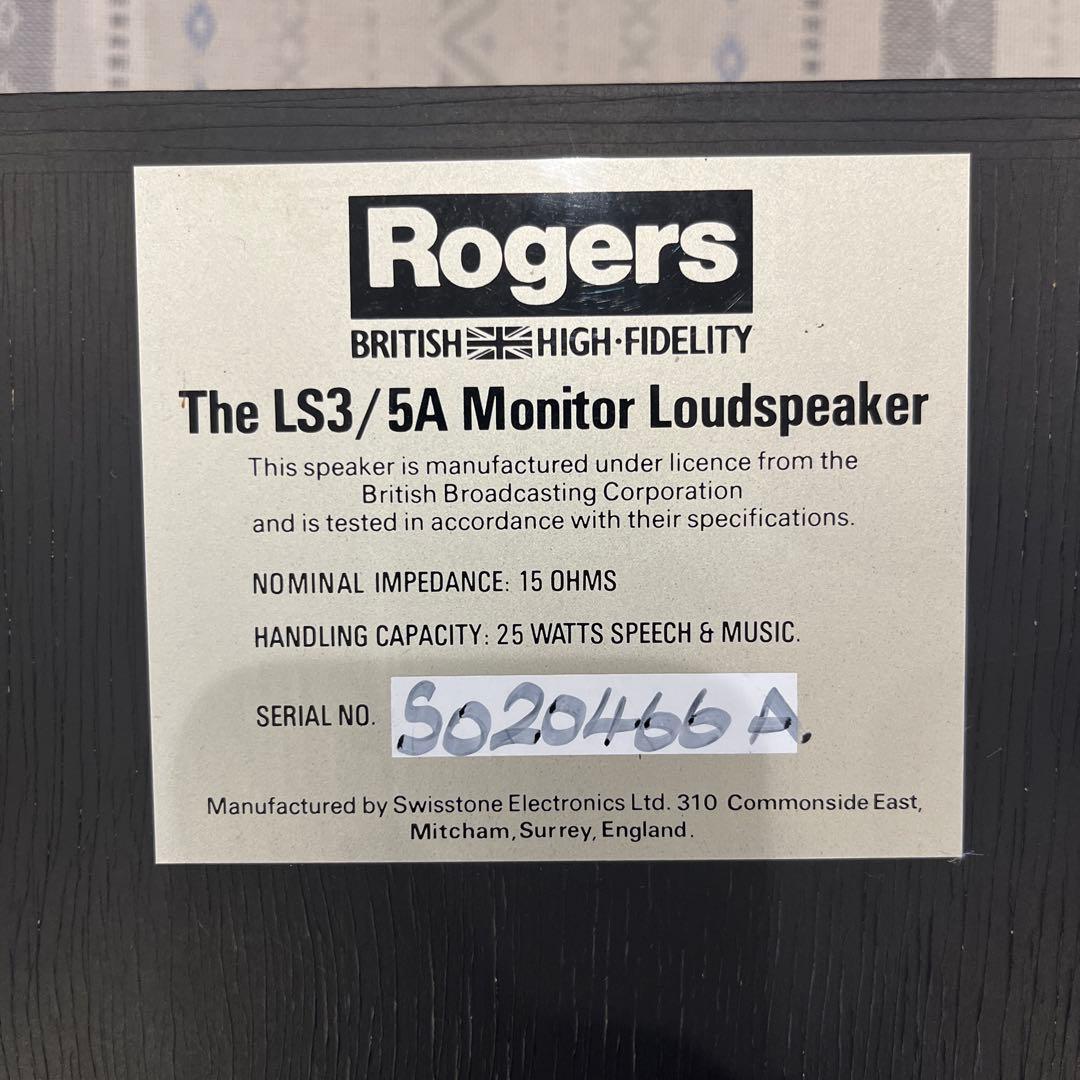 Rogers
BRITISH HIGH·FIDELITY
The LS3/5A Monitor Loudspeaker
This speaker is manufactured under licence from the
British Broadcasting Corporation
and is tested in accordance with their specifications.
NOMINAL IMPEDANCE: 15 OHMS
HANDLING CAPACITY: 25 WATTS SPEECH & MUSIC.
SERIAL NO. S020466 A.
Manufactured by Swisstone Electronics Ltd. 310 Commonside East,
Mitcham, Surrey, England.